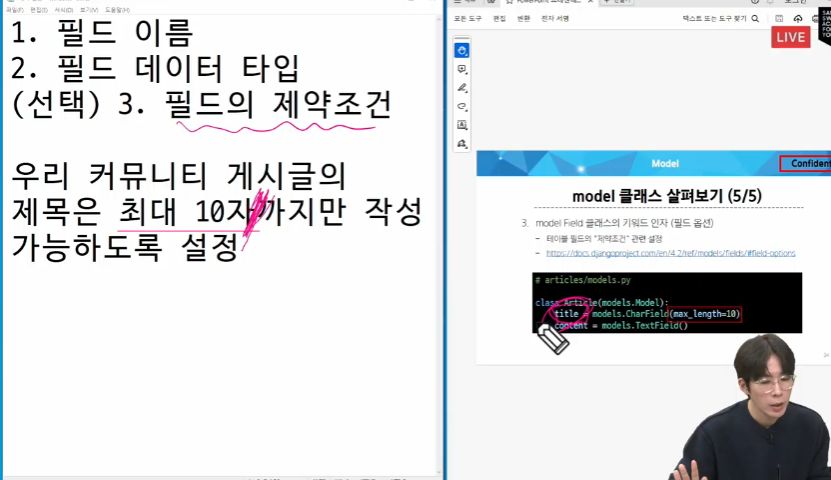 파일(F) 편집(E) 서식(O) 보기(V) 도움말(H)
1. 필드 이름
2. 필드 데이터 타입
(선택) 3. 필드의 제약조건
우리 커뮤니티 게시글의
제목은 최대 10자까지만 작성
가능하도록 설정
모든 도구 편집 변환 전자 서명
텍스트 또는 도구 찾기
LIVE
Model
Confident
model 클래스 살펴보기 (5/5)
3. model Field 클래스의 키워드 인자 (필드 옵션)
- 테이블 필드의 "제약조건" 관련 설정
- https://docs.djangoproject.com/en/4.2/ref/models/fields/#field-options
# articles/models.py
class Article(models.Model):
title = models.CharField(max_length=10)
content = models.TextField()